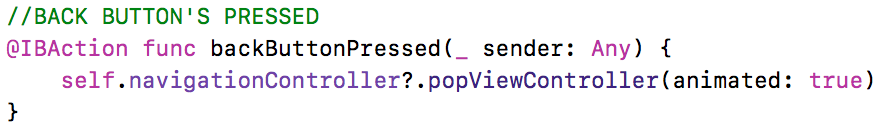 //BACK BUTTON'S PRESSED
@IBAction func backButtonPressed(_ sender: Any) {
    self.navigationController?.popViewController(animated: true)
}